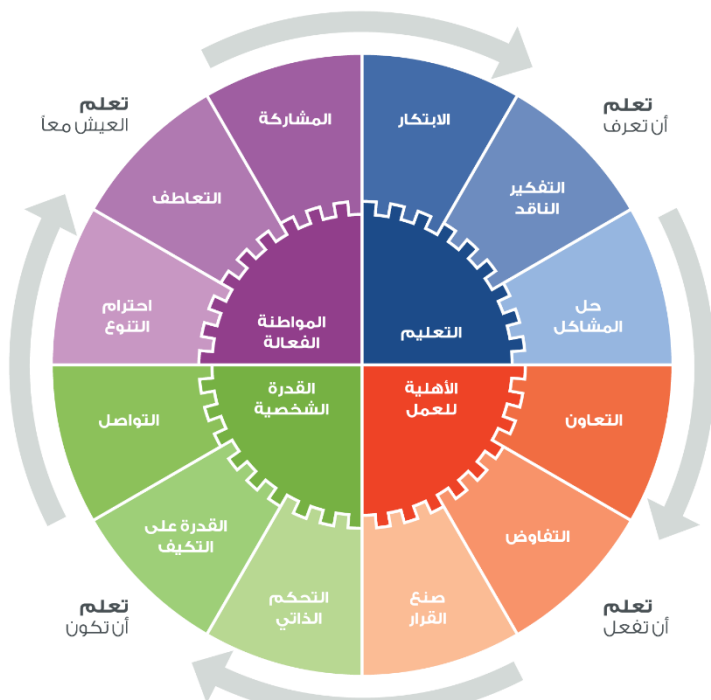 تعلم
أن تعرف
الابتكار
التفكير
الناقد
حل
المشاكل
التعليم
التعاون
التفاوض
صنع
القرار
الأهلية
للعمل
تعلم
أن تفعل
التحكم
الذاتي
القدرة على
التكيف
التواصل
القدرة
الشخصية
تعلم
أن تكون
احترام
التنوع
التعاطف
المشاركة
المواطنة
الفعالة
تعلم
العيش معاً